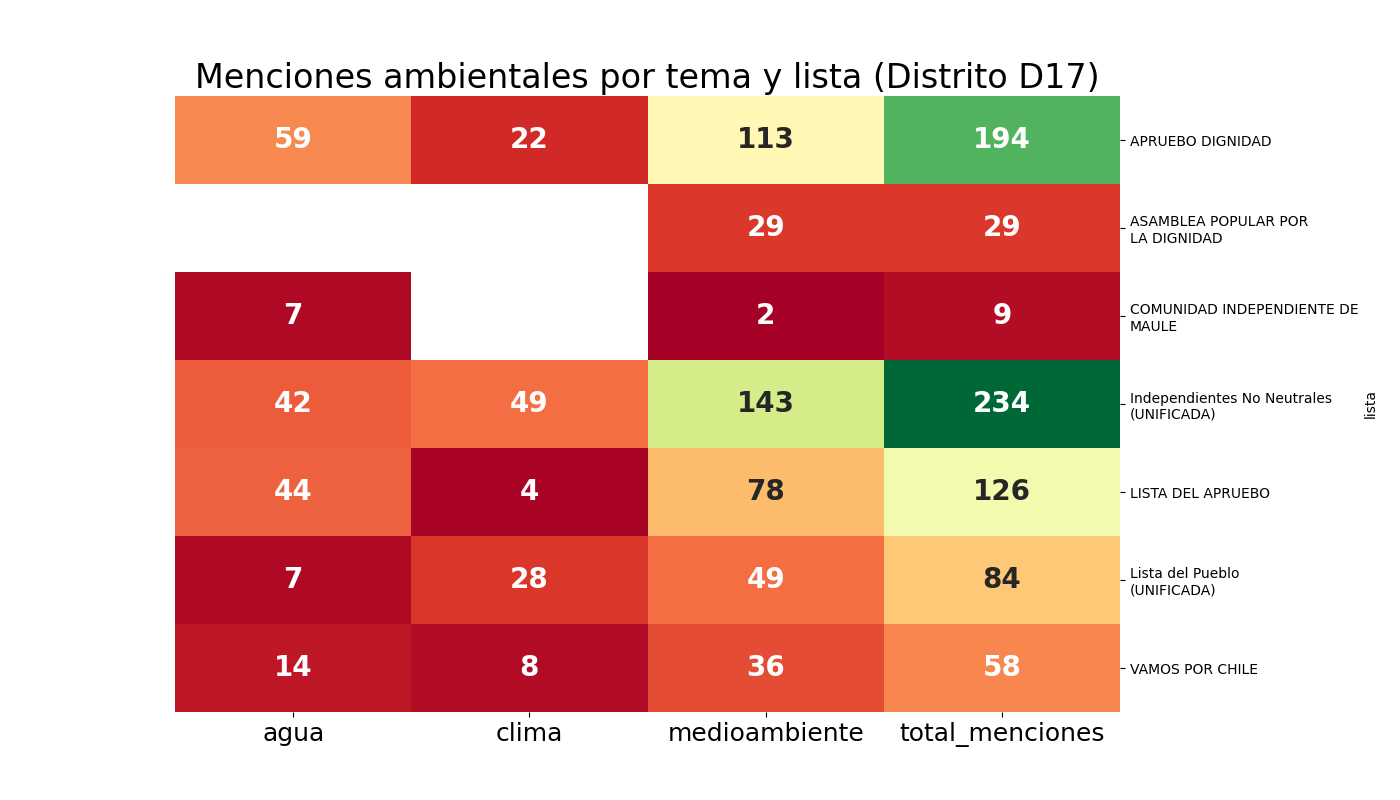 Menciones ambientales por tema y lista (Distrito D17)
59 22 113 194 APRUEBO DIGNIDAD
29 29 ASAMBLEA POPULAR POR
LA DIGNIDAD
7 2 9 COMUNIDAD INDEPENDIENTE DE
MAULE
42 49 143 234 Independientes No Neutrales
(UNIFICADA)
lista
44 4 78 126 LISTA DEL APRUEBO
7 28 49 84 Lista del Pueblo
(UNIFICADA)
14 8 36 58 VAMOS POR CHILE
agua clima medioambiente total_menciones